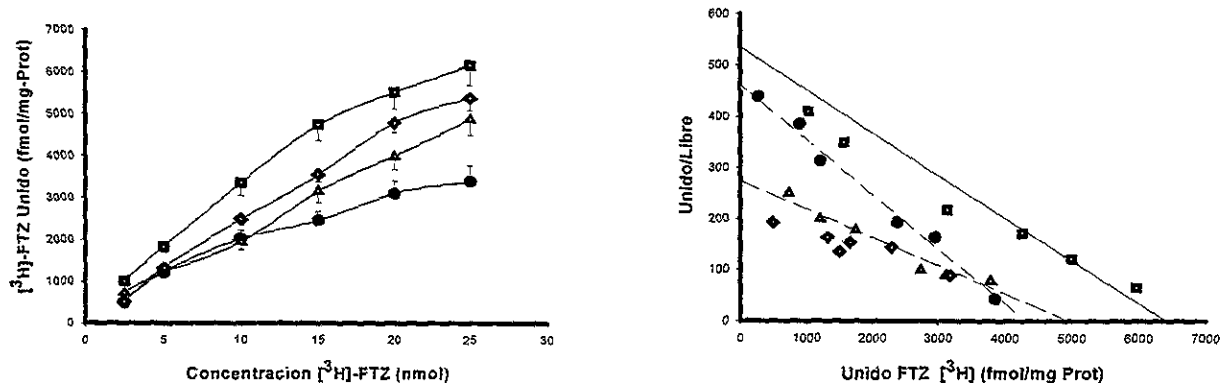 7000
6000
5000
4000
3000
2000
1000
0
0 5 10 15 20 25 30
[³H]-FTZ Unido (fmol/mg-Prot)
Concentracion [³H]-FTZ (nmol)
600
500
400
300
200
100
0
0 1000 2000 3000 4000 5000 6000 7000
Unido/Libre
Unido FTZ [³H] (fmol/mg Prot)